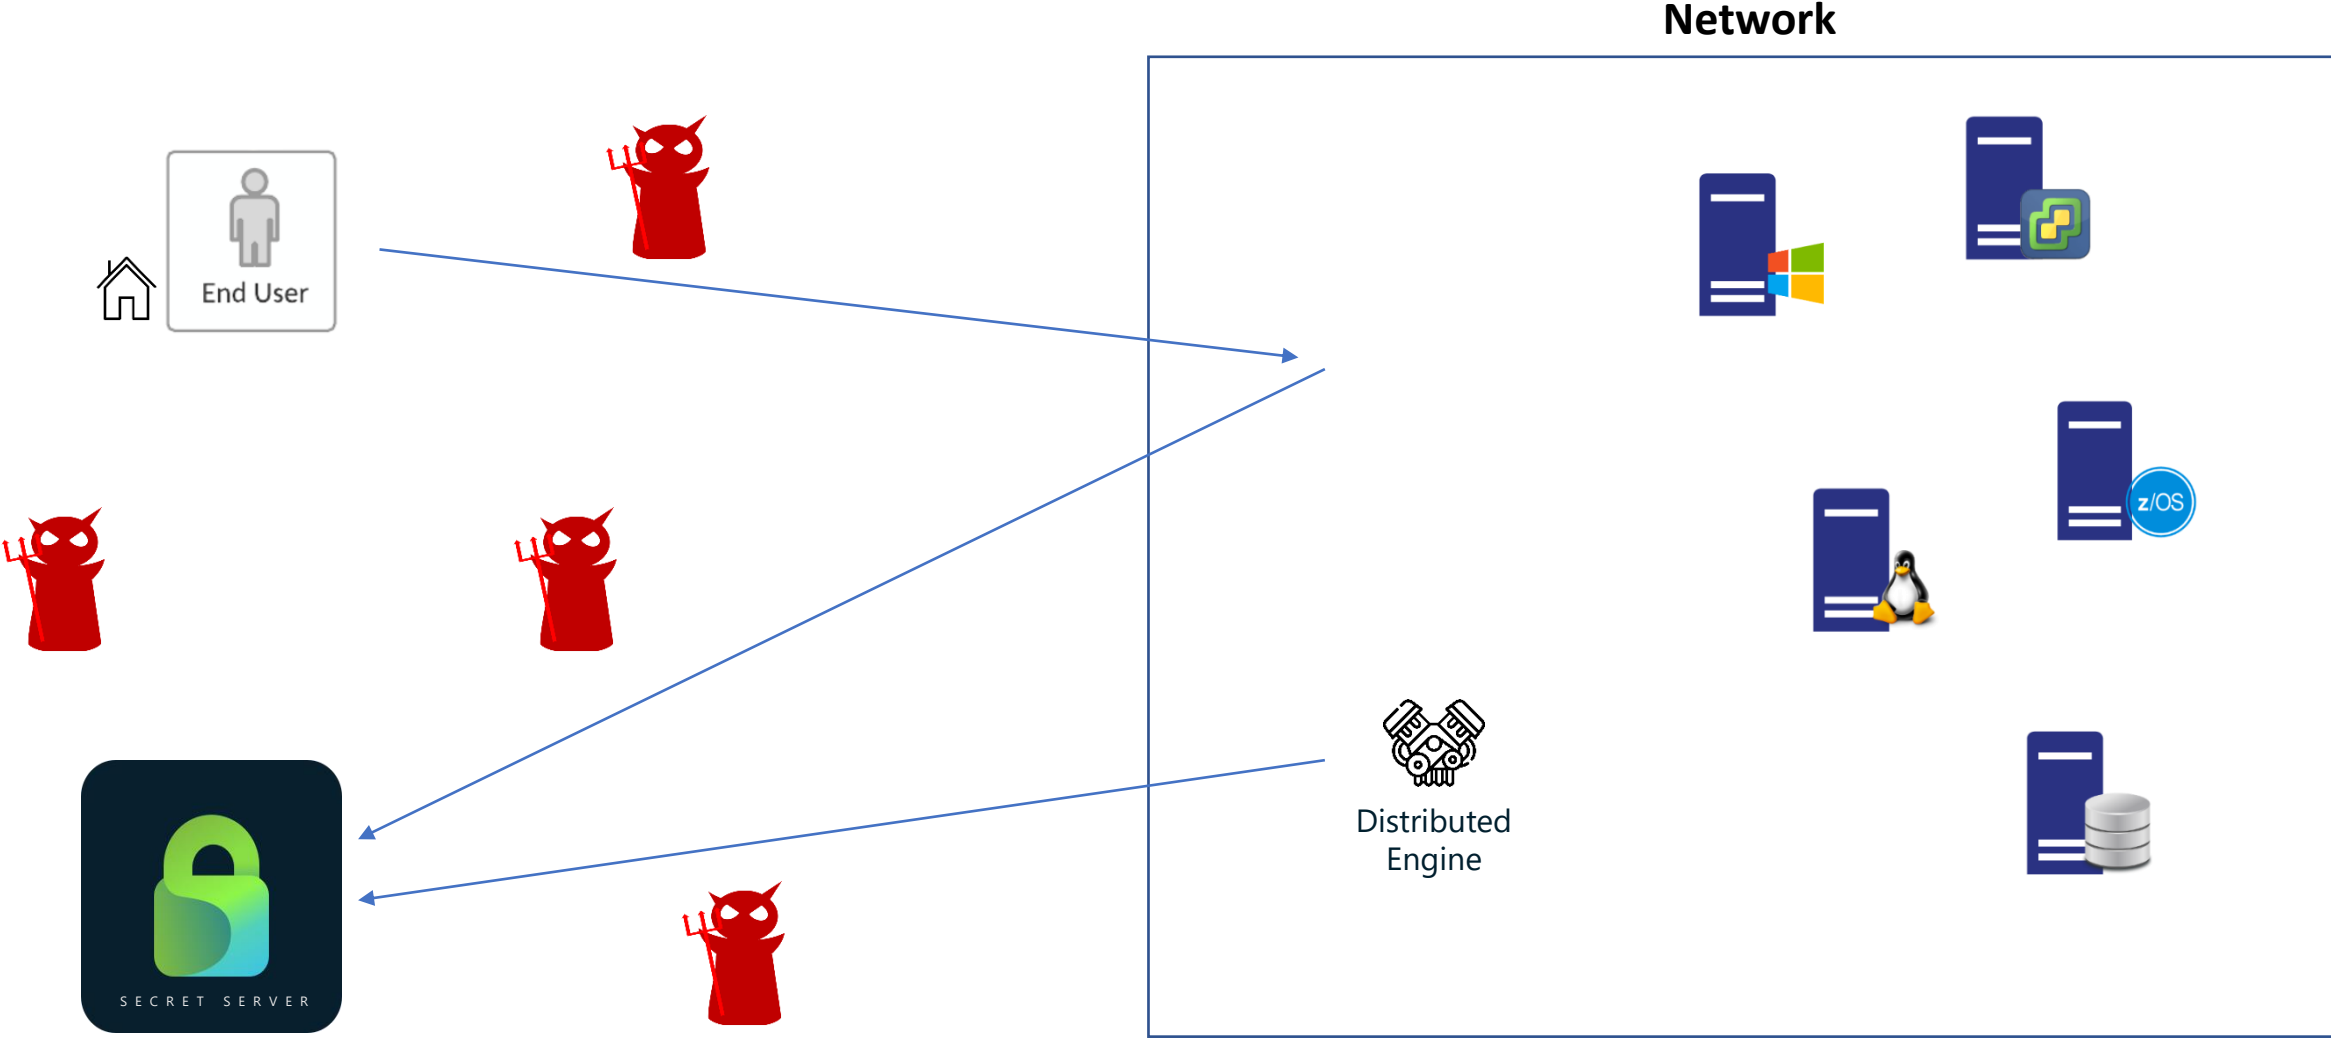 Network
End User
z/OS
Distributed
Engine
SECRET SERVER